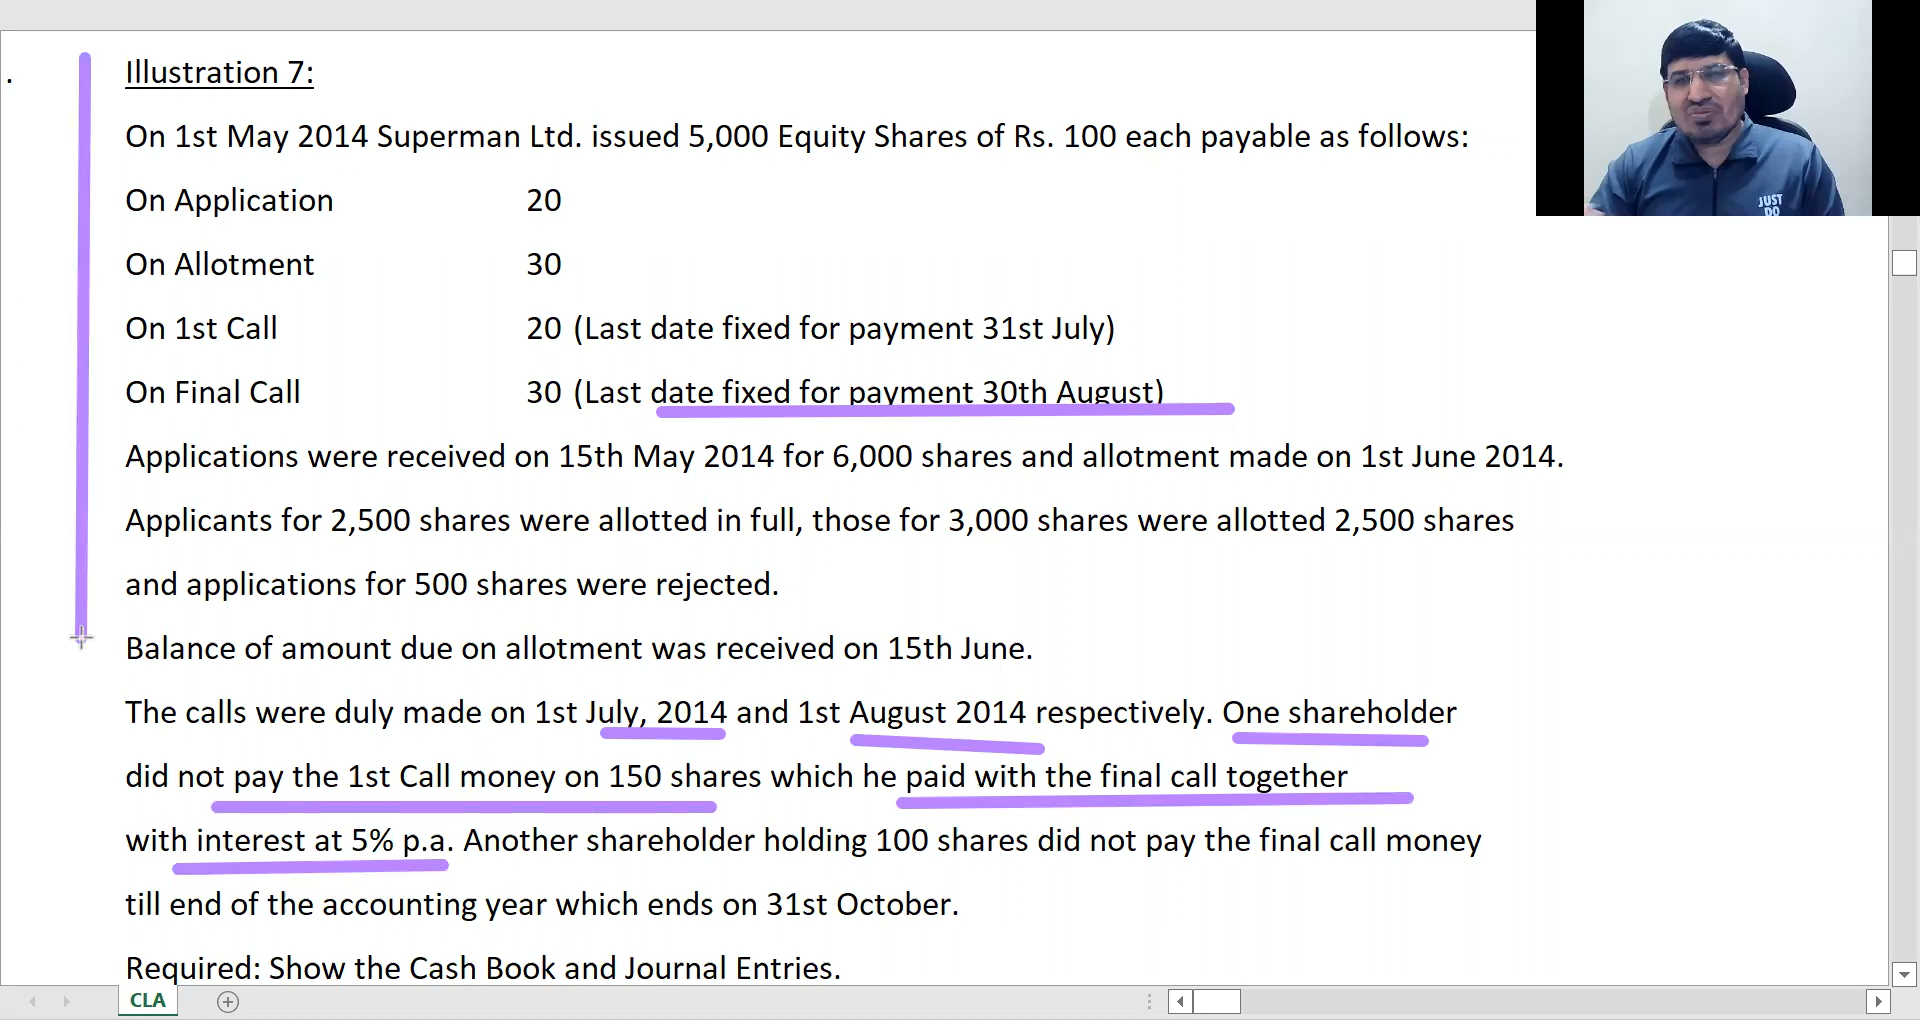 .
Illustration 7:
On 1st May 2014 Superman Ltd. issued 5,000 Equity Shares of Rs. 100 each payable as follows:
On Application 20
On Allotment 30
On 1st Call 20 (Last date fixed for payment 31st July)
On Final Call 30 (Last date fixed for payment 30th August)
Applications were received on 15th May 2014 for 6,000 shares and allotment made on 1st June 2014.
Applicants for 2,500 shares were allotted in full, those for 3,000 shares were allotted 2,500 shares
and applications for 500 shares were rejected.
Balance of amount due on allotment was received on 15th June.
The calls were duly made on 1st July, 2014 and 1st August 2014 respectively. One shareholder
did not pay the 1st Call money on 150 shares which he paid with the final call together
with interest at 5% p.a. Another shareholder holding 100 shares did not pay the final call money
till end of the accounting year which ends on 31st October.
Required: Show the Cash Book and Journal Entries.
CLA
JUST
DO